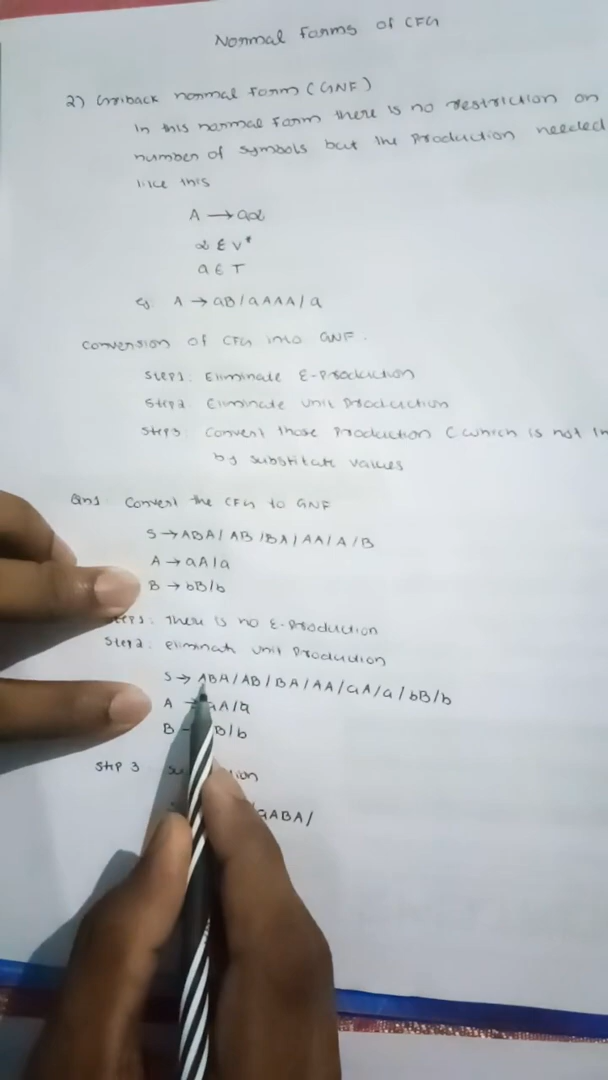 Normal Forms of CFG
2) Greiback normal form (GNF)
In this normal form there is no restriction on
number of symbols but the production needed
like this
A → aα
α ∈ V*
a ∈ T
eg A → aB/aAAA/a
Conversion of CFG into GNF.
Step1: Eliminate ε-Production
Step2: Eliminate unit Production
Step3: Convert those Production (which is not in
by substitute values
Qn1 Convert the CFG to GNF
S → ABA/AB/BA/AA/A/B
A → aA/a
B → bB/b
There is no ε-Production
Step2: eliminate unit Production
S → ABA/AB/BA/AA/aA/a/bB/b
A → aA/a
B → B/b
Step 3
aABA/